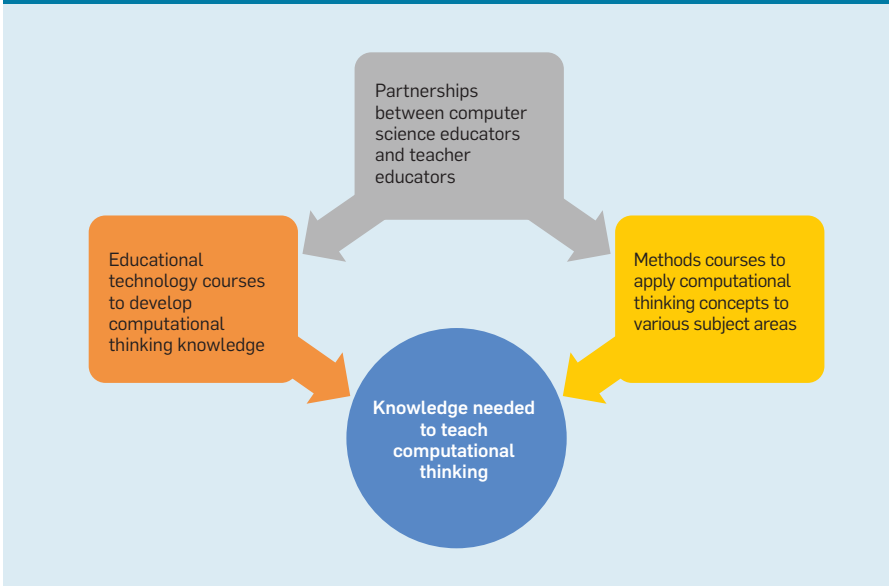 Partnerships
between computer
science educators
and teacher
educators
Educational
technology courses
to develop
computational
thinking knowledge
Methods courses to
apply computational
thinking concepts to
various subject areas
Knowledge needed
to teach
computational
thinking